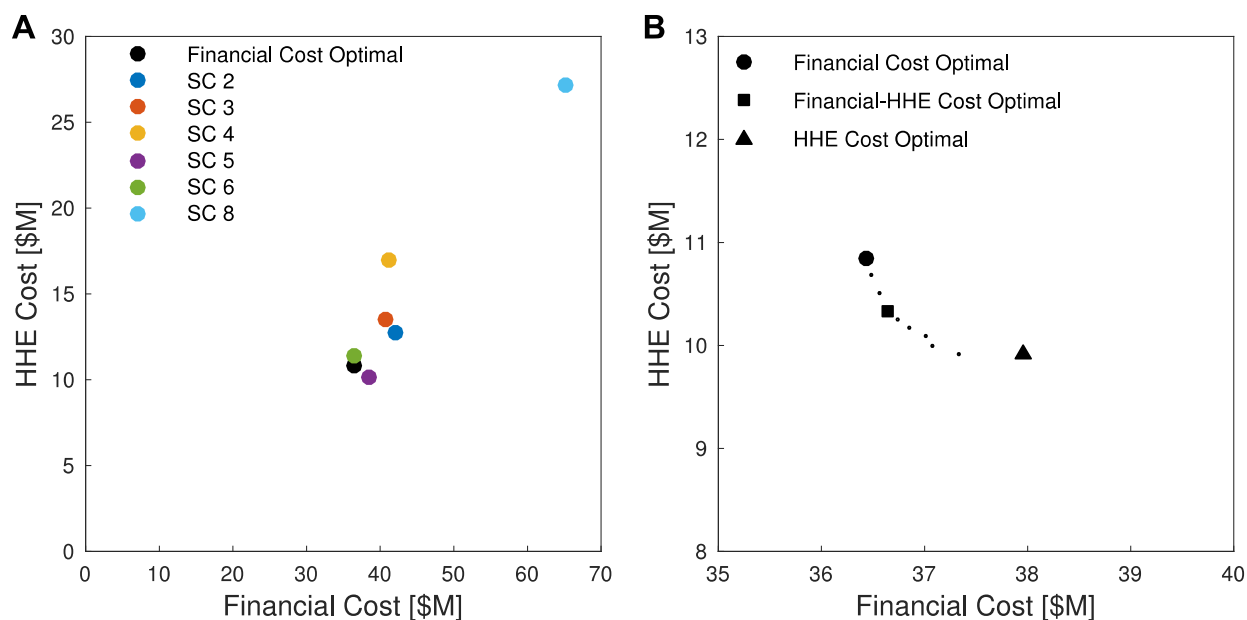 A
30
25
20
15
10
5
0
HHE Cost [$M]
Financial Cost Optimal
SC 2
SC 3
SC 4
SC 5
SC 6
SC 8
0 10 20 30 40 50 60 70
Financial Cost [$M]
B
13
12
11
10
9
8
HHE Cost [$M]
Financial Cost Optimal
Financial-HHE Cost Optimal
HHE Cost Optimal
35 36 37 38 39 40
Financial Cost [$M]